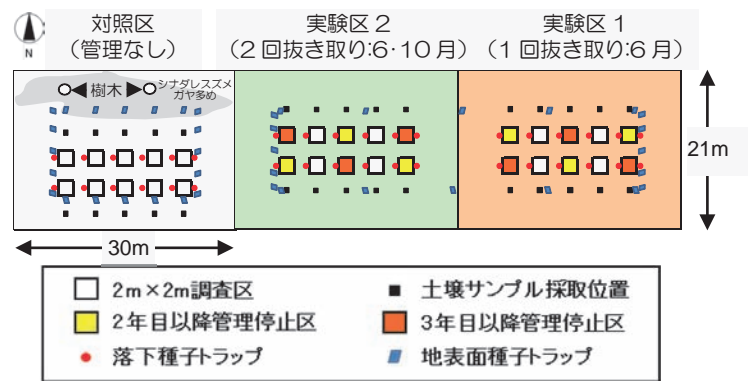 対照区
(管理なし)
実験区2
(2回抜き取り:6・10月)
実験区1
(1回抜き取り:6月)
N
樹木
シナダレスズメ
ガヤ多め
21m
30m
2m×2m調査区
土壌サンプル採取位置
2年目以降管理停止区
3年目以降管理停止区
落下種子トラップ
地表面種子トラップ